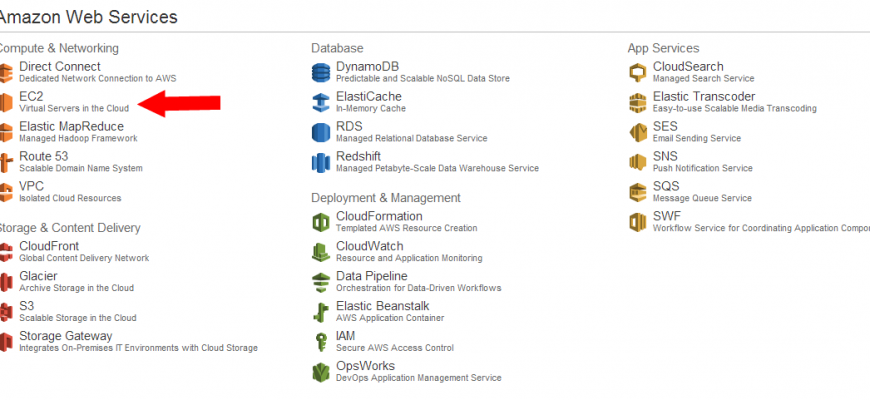 Amazon Web Services
Compute & Networking
Direct Connect
Dedicated Network Connection to AWS
EC2
Virtual Servers in the Cloud
Elastic MapReduce
Managed Hadoop Framework
Route 53
Scalable Domain Name System
VPC
Isolated Cloud Resources
Storage & Content Delivery
CloudFront
Global Content Delivery Network
Glacier
Archive Storage in the Cloud
S3
Scalable Storage in the Cloud
Storage Gateway
Integrates On-Premises IT Environments with Cloud Storage
Database
DynamoDB
Predictable and Scalable NoSQL Data Store
ElastiCache
In-Memory Cache
RDS
Managed Relational Database Service
Redshift
Managed Petabyte-Scale Data Warehouse Service
Deployment & Management
CloudFormation
Templated AWS Resource Creation
CloudWatch
Resource and Application Monitoring
Data Pipeline
Orchestration for Data-Driven Workflows
Elastic Beanstalk
AWS Application Container
IAM
Secure AWS Access Control
OpsWorks
DevOps Application Management Service
App Services
CloudSearch
Managed Search Service
Elastic Transcoder
Easy-to-use Scalable Media Transcoding
SES
Email Sending Service
SNS
Push Notification Service
SQS
Message Queue Service
SWF
Workflow Service for Coordinating Application Compo